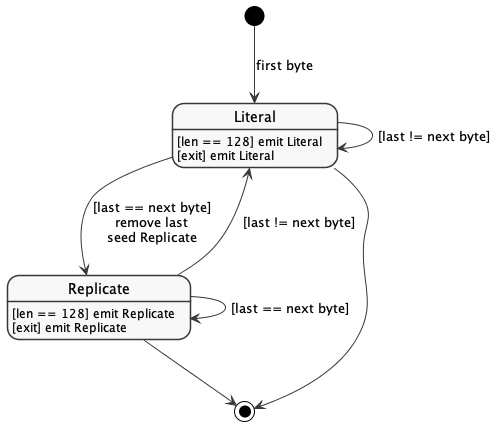 first byte
Literal
[len == 128] emit Literal
[exit] emit Literal
[last != next byte]
[last == next byte]
remove last
seed Replicate
[last != next byte]
Replicate
[len == 128] emit Replicate
[exit] emit Replicate
[last == next byte]